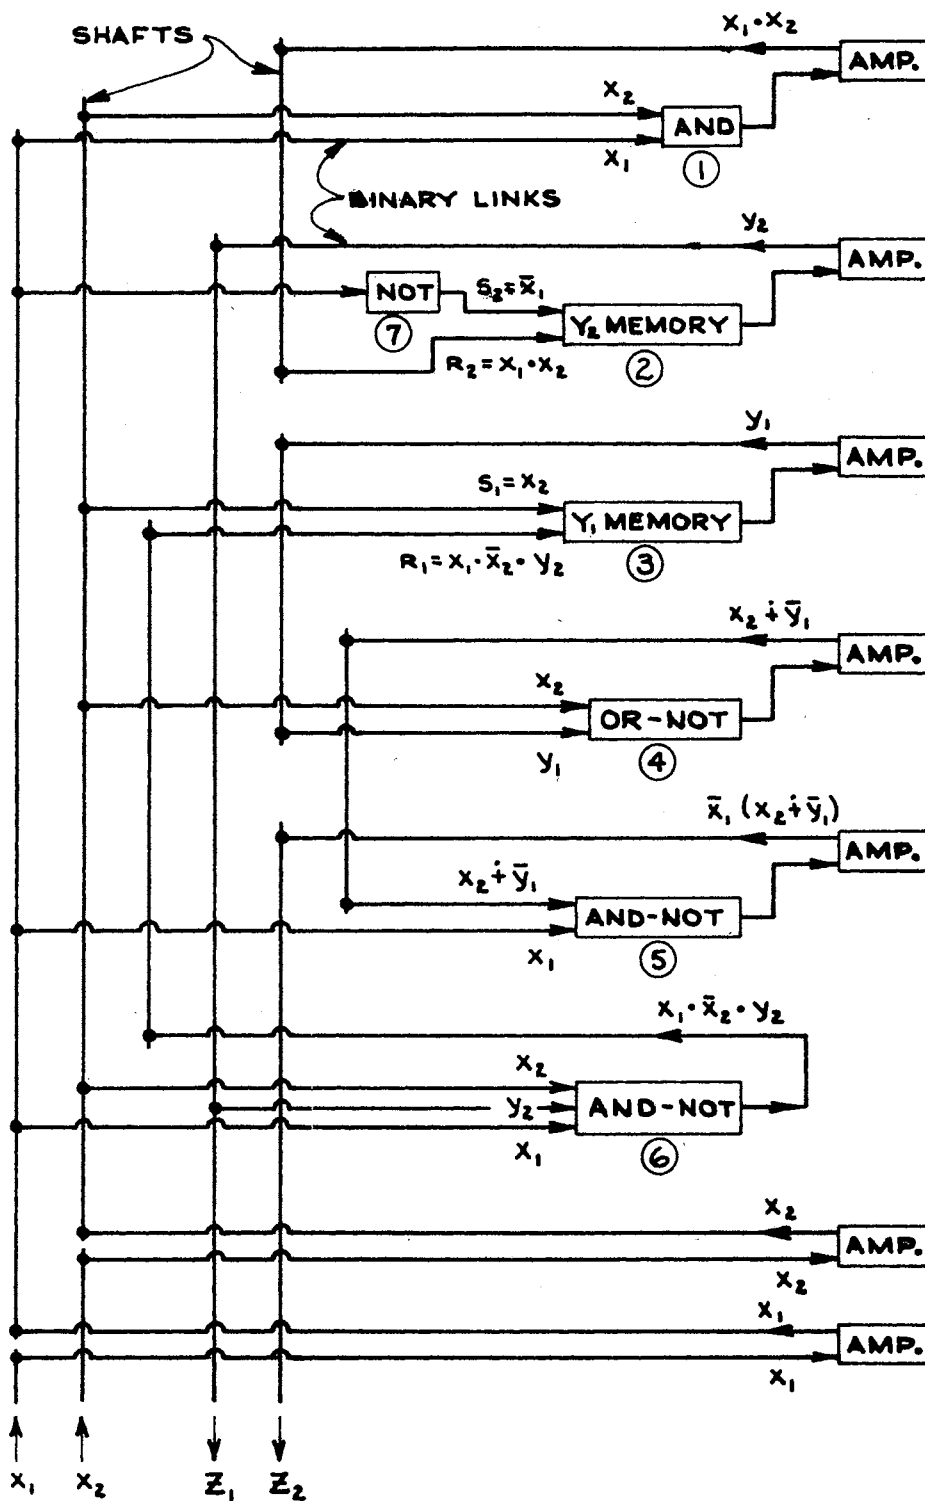 SHAFTS
x₁·x₂
AMP.
x₂
AND
x₁
①
BINARY LINKS
y₂
AMP.
NOT
S₂=x̄₁
⑦
Y₂ MEMORY
R₂=x₁·x₂
②
y₁
AMP.
S₁=x₂
Y₁ MEMORY
R₁=x₁·x̄₂·y₂
③
x₂∔ȳ₁
AMP.
x₂
OR-NOT
y₁
④
x̄₁(x₂∔ȳ₁)
AMP.
x₂∔ȳ₁
AND-NOT
x₁
⑤
x₁·x̄₂·y₂
x₂
y₂
AND-NOT
x₁
⑥
x₂
AMP.
x₂
x₁
AMP.
x₁
x₁ x₂ Z₁ Z₂